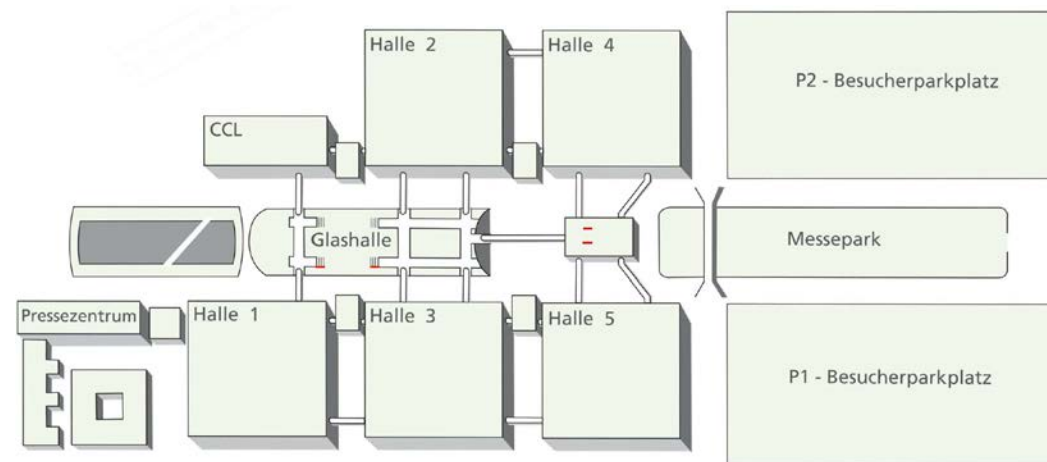 Halle 2
Halle 4
P2 - Besucherparkplatz
CCL
Glashalle
Messepark
Pressezentrum
Halle 1
Halle 3
Halle 5
P1 - Besucherparkplatz